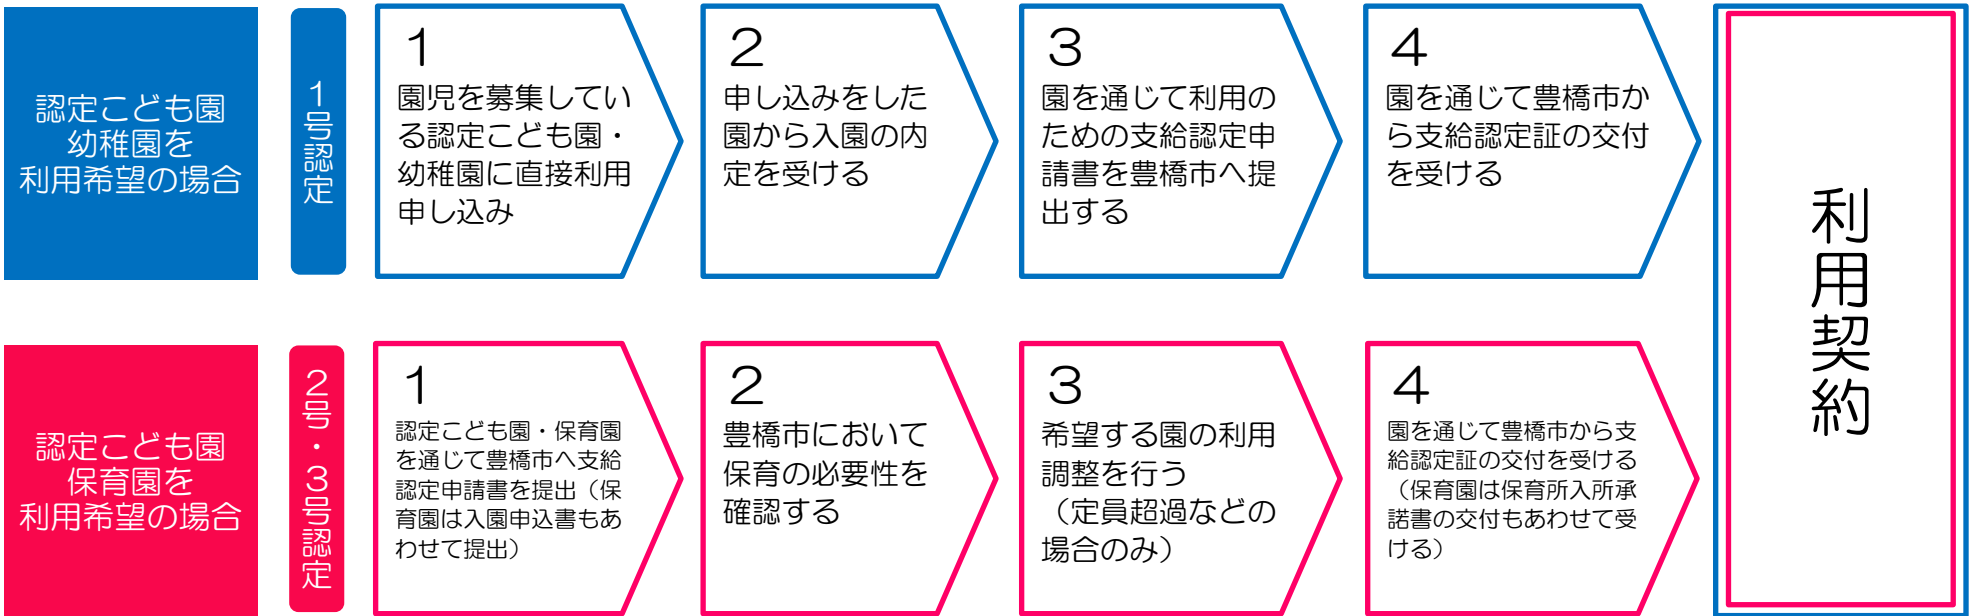 認定こども園
幼稚園を
利用希望の場合
1号認定
1
園児を募集してい
る認定こども園・
幼稚園に直接利用
申し込み
2
申し込みをした
園から入園の内
定を受ける
3
園を通じて利用の
ための支給認定申
請書を豊橋市へ提
出する
4
園を通じて豊橋市か
ら支給認定証の交付
を受ける
利用契約
認定こども園
保育園を
利用希望の場合
2号・3号認定
1
認定こども園・保育園
を通じて豊橋市へ支給
認定申請書を提出（保
育園は入園申込書もあ
わせて提出）
2
豊橋市において
保育の必要性を
確認する
3
希望する園の利用
調整を行う
（定員超過などの
場合のみ）
4
園を通じて豊橋市から支
給認定証の交付を受ける
（保育園は保育所入所承
諾書の交付もあわせて受
ける）